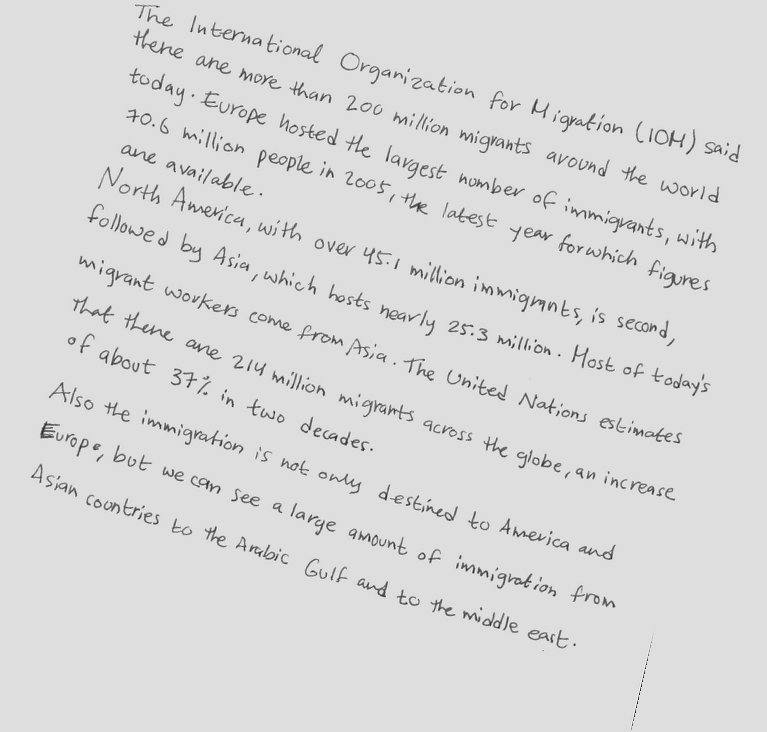 The International Organization for Migration (IOM) said
there are more than 200 million migrants around the world
today. Europe hosted the largest number of immigrants, with
70.6 million people in 2005, the latest year for which figures
are available.
North America, with over 45.1 million immigrants, is second,
followed by Asia, which hosts nearly 25.3 million. Most of today's
migrant workers come from Asia. The United Nations estimates
that there are 214 million migrants across the globe, an increase
of about 37% in two decades.
Also the immigration is not only destined to America and
Europe, but we can see a large amount of immigration from
Asian countries to the Arabic Gulf and to the middle east.